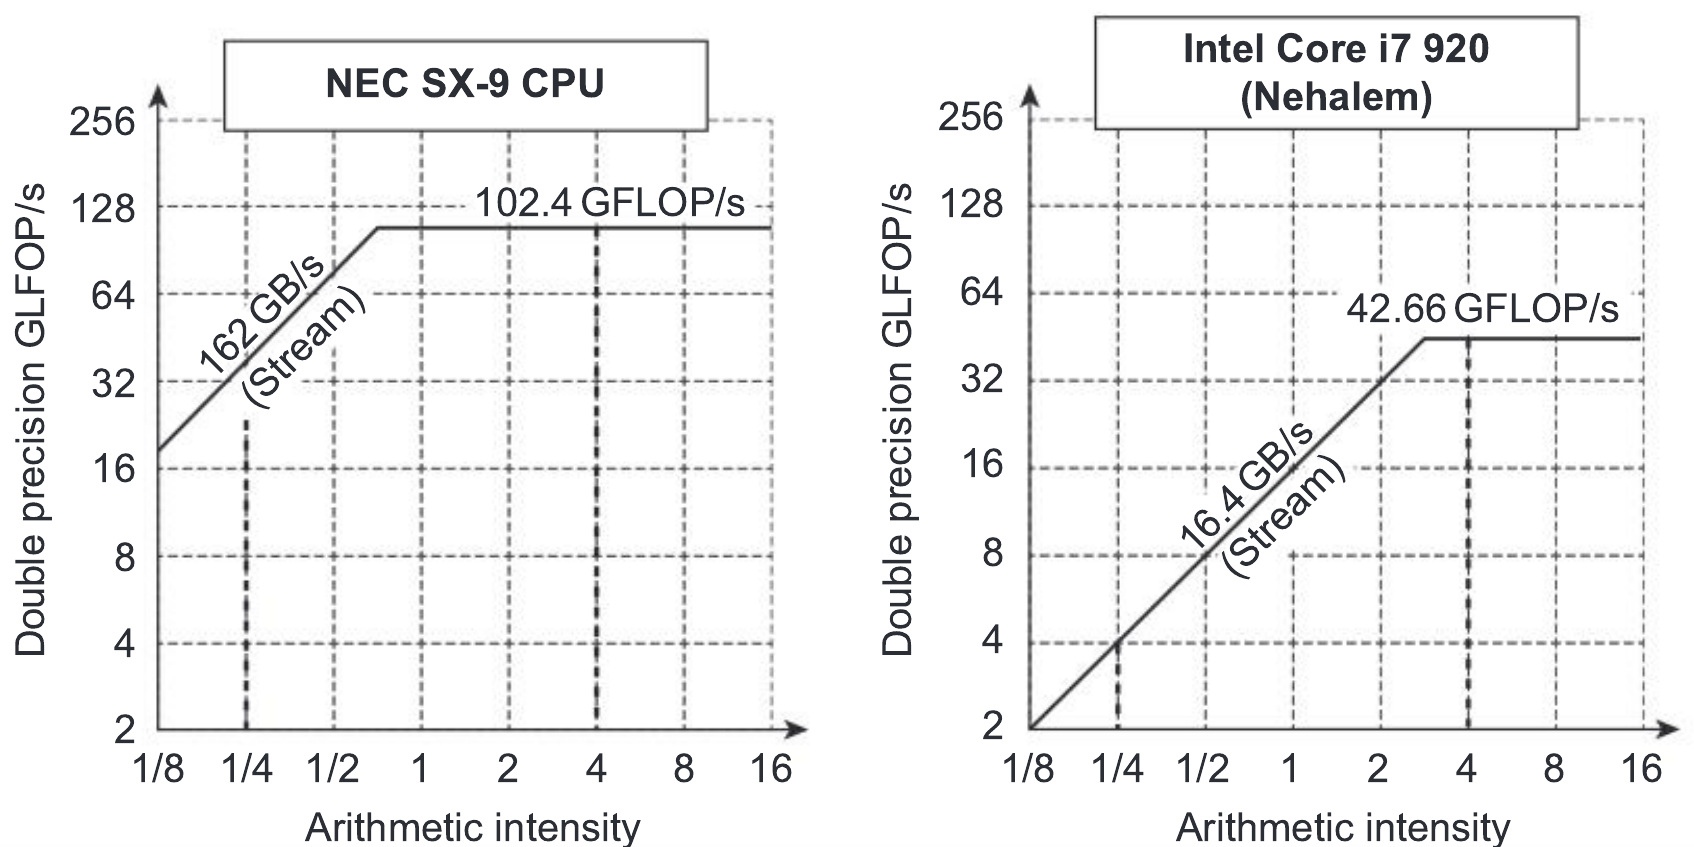 NEC SX-9 CPU
256
128
64
32
16
8
4
2
Double precision GLFOP/s
102.4 GFLOP/s
162 GB/s
(Stream)
1/8 1/4 1/2 1 2 4 8 16
Arithmetic intensity
Intel Core i7 920
(Nehalem)
256
128
64
32
16
8
4
2
Double precision GLFOP/s
42.66 GFLOP/s
16.4 GB/s
(Stream)
1/8 1/4 1/2 1 2 4 8 16
Arithmetic intensity